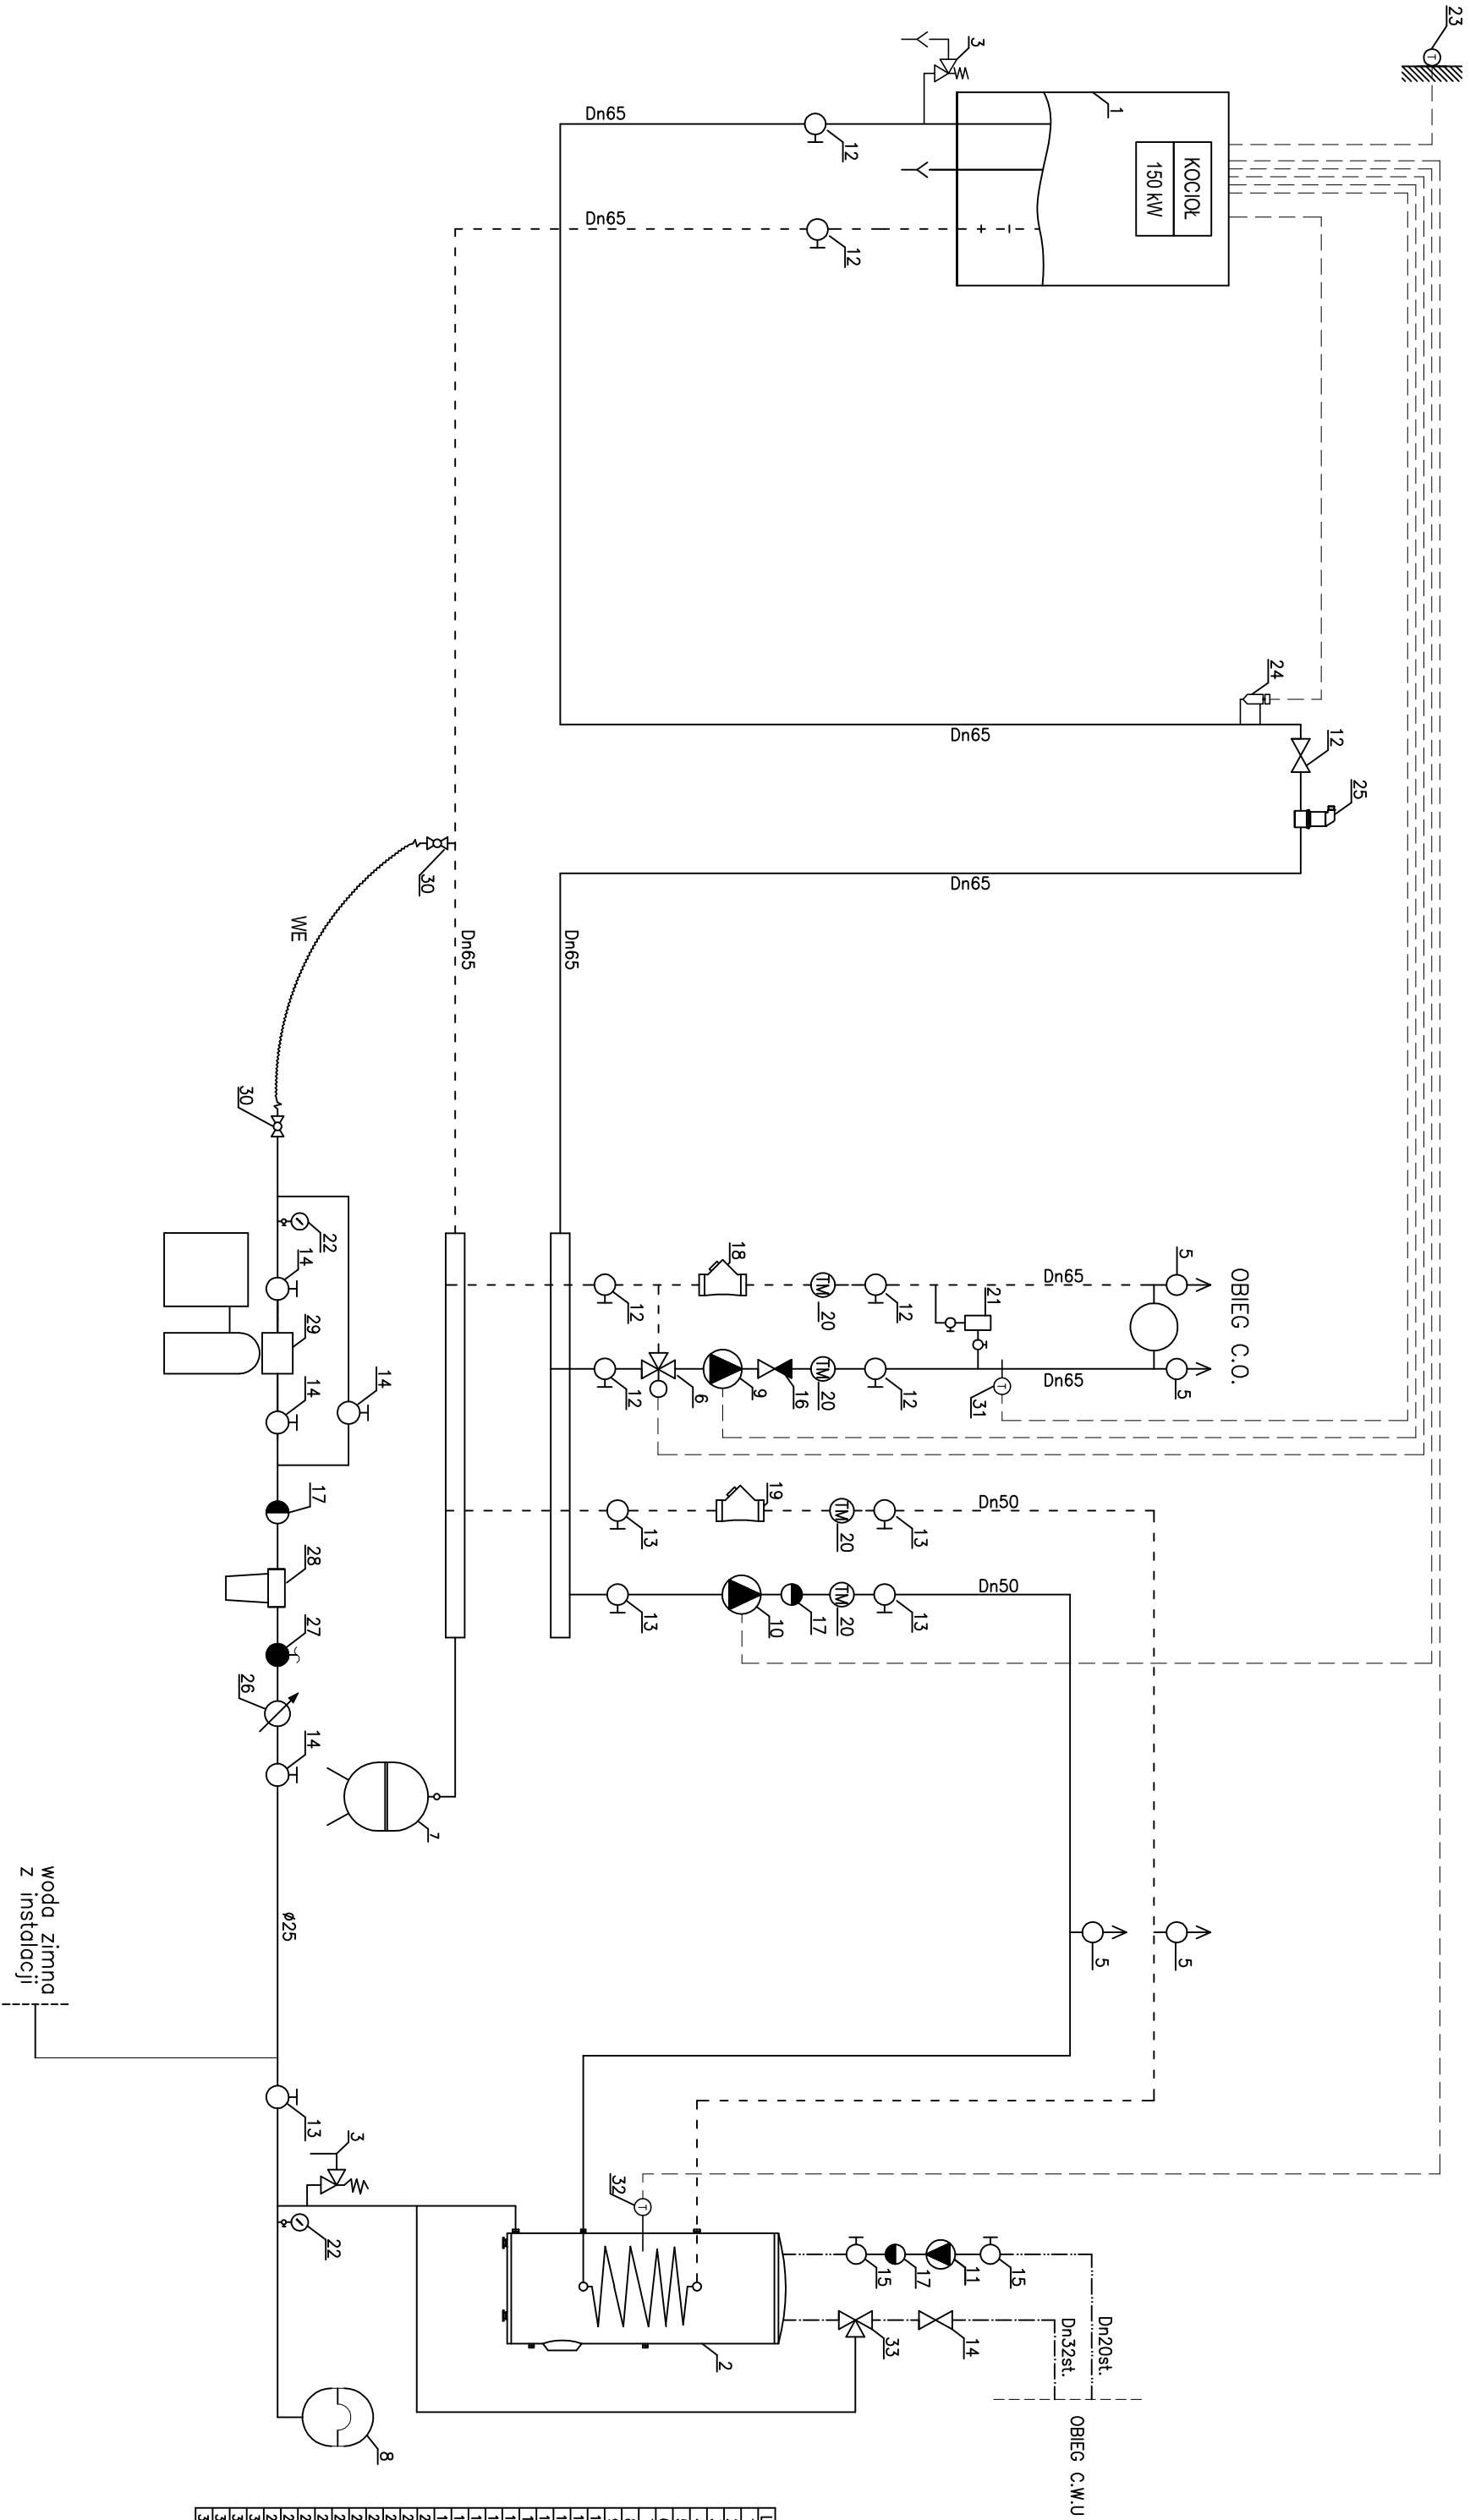 23
3
1
KOCIOŁ
150 kW
12
12
Dn65
Dn65
24
12
25
Dn65
Dn65
Dn65
Dn65
30
WE
30
OBIEG C.O.
5
5
Dn65
Dn65
18
20
TM
12
12
21
31
T
12
6
9
16
20
TM
12
22
14
29
14
14
17
28
27
26
14
19
20
TM
13
13
Dn50
Dn50
13
10
17
20
TM
13
7
5
5
ø25
woda zimna
z instalacji
13
3
22
32
T
15
17
11
15
33
14
2
8
Dn20st.
Dn32st.
OBIEG C.W.U
T